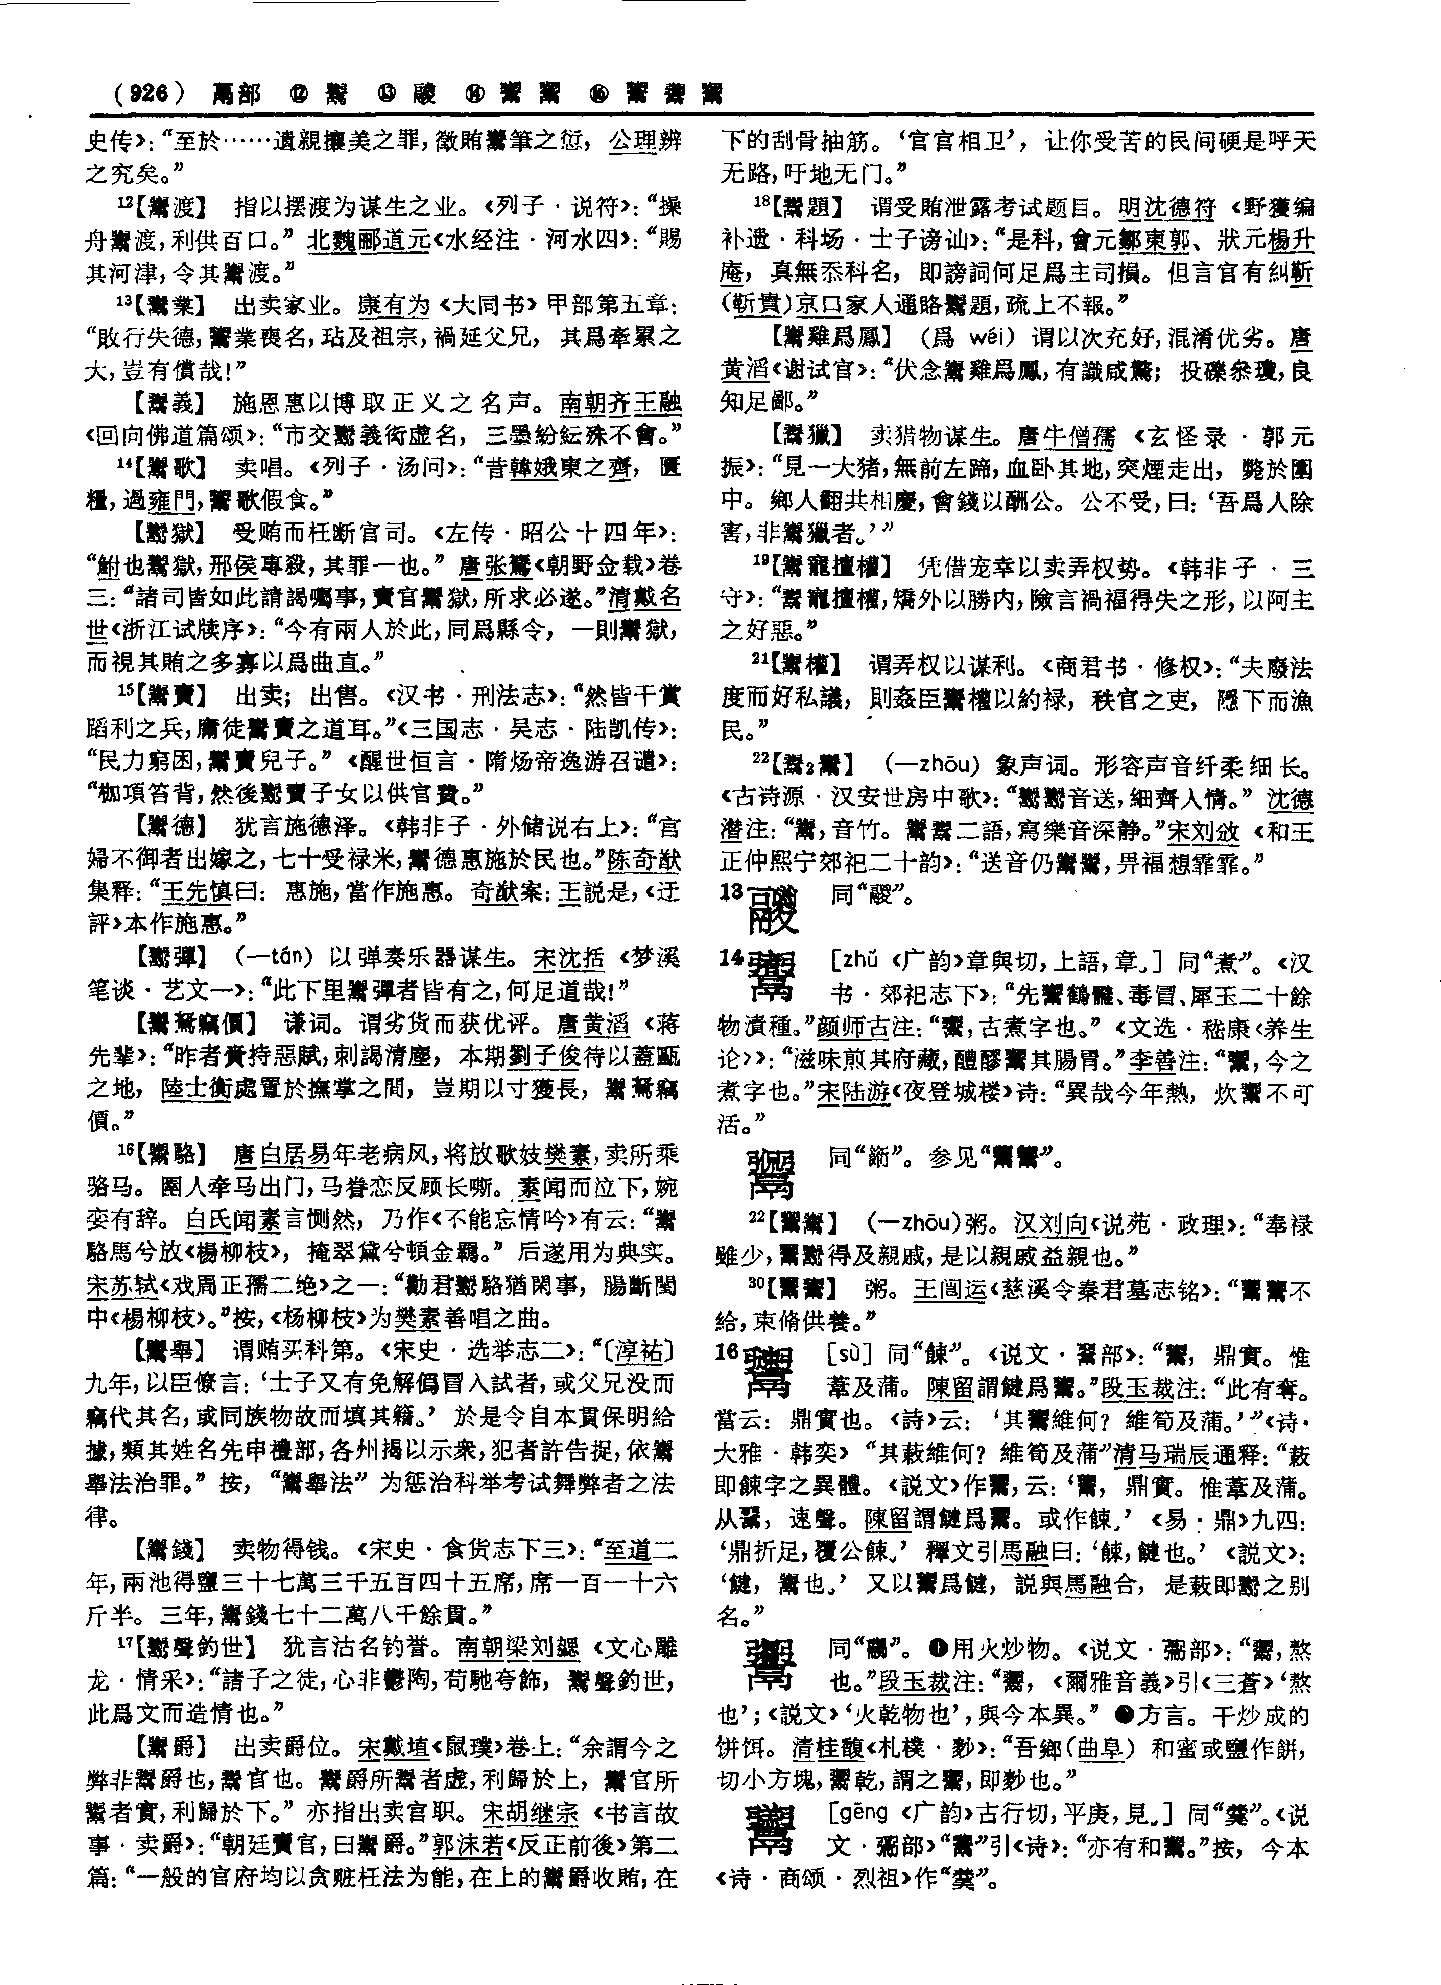 (926) 鬲部 ⑫鬻 ⑬ ⑭鬻 ⑯
史传》：“至於……遺親攘美之罪，徵賄鬻筆之愆，公理辨
之究矣。”
12【鬻渡】 指以摆渡为谋生之业。《列子·说符》：“操
舟鬻渡，利供百口。”北魏郦道元《水经注·河水四》：“賜
其河津，令其鬻渡。”
13【鬻業】 出卖家业。康有为《大同书》甲部第五章：
“敗行失德，鬻業喪名，玷及祖宗，禍延父兄，其爲牽累之
大，豈有償哉！”
【鬻義】 施恩惠以博取正义之名声。南朝齐王融
《回向佛道篇颂》：“市交鬻義衒虚名，三墨紛紜殊不會。”
14【鬻歌】 卖唱。《列子·汤问》：“昔韓娥東之齊，匱
糧，過雍門，鬻歌假食。”
【鬻獄】 受贿而枉断官司。《左传·昭公十四年》：
“鮒也鬻獄，邢侯專殺，其罪一也。”唐张鷟《朝野佥载》卷
三：“諸司皆如此請謁囑事，賣官鬻獄，所求必遂。”清戴名
世《浙江试牍序》：“今有兩人於此，同爲縣令，一則鬻獄，
而視其賄之多寡以爲曲直。”
15【鬻賣】 出卖；出售。《汉书·刑法志》：“然皆干賞
蹈利之兵，庸徒鬻賣之道耳。”《三国志·吴志·陆凯传》：
“民力窮困，鬻賣兒子。”《醒世恒言·隋炀帝逸游召谴》：
“枷項笞背，然後鬻賣子女以供官費。”
【鬻德】 犹言施德泽。《韩非子·外储说右上》：“宫
婦不御者出嫁之，七十受禄米，鬻德惠施於民也。”陈奇猷
集释：“王先慎曰：惠施，當作施惠。奇猷案：王説是，《迂
評》本作施惠。”
【鬻彈】 （—tán）以弹奏乐器谋生。宋沈括《梦溪
笔谈·艺文一》：“此下里鬻彈者皆有之，何足道哉！”
【鬻駑竊價】 谦词。谓劣货而获优评。唐黄滔《蒋
先辈》：“昨者賫持惡賦，刺謁清塵，本期劉子俊待以蓋甌
之地，陸士衡處置於撫掌之間，豈期以寸獲長，鬻駑竊
價。”
16【鬻駱】 唐白居易年老病风，将放歌妓樊素，卖所乘
骆马。圉人牵马出门，马眷恋反顾长嘶。素闻而泣下，婉
娈有辞。白氏闻素言恻然，乃作《不能忘情吟》有云：“鬻
駱馬兮放《楊柳枝》，掩翠黛兮頓金羈。”后遂用为典实。
宋苏轼《戏周正孺二绝》之一：“勸君鬻駱猶閑事，腸斷閩
中《楊柳枝》。”按，《杨柳枝》为樊素善唱之曲。
【鬻舉】 谓贿买科第。《宋史·选举志二》：“〔淳祐〕
九年，以臣僚言：‘士子又有免解僞冒入試者，或父兄没而
竊代其名，或同族物故而填其籍。’於是令自本貫保明給
據，類其姓名先申禮部，各州揭以示衆，犯者許告捉，依鬻
舉法治罪。”按，“鬻舉法”为惩治科举考试舞弊者之法
律。
【鬻錢】 卖物得钱。《宋史·食货志下三》：“至道二
年，兩池得鹽三十七萬三千五百四十五席，席一百一十六
斤半。三年，鬻錢七十二萬八千餘貫。”
17【鬻聲釣世】 犹言沽名钓誉。南朝梁刘勰《文心雕
龙·情采》：“諸子之徒，心非鬱陶，苟馳夸飾，鬻聲釣世，
此爲文而造情也。”
【鬻爵】 出卖爵位。宋戴埴《鼠璞》卷上：“余謂今之
弊非鬻爵也，鬻官也。鬻爵所鬻者虚，利歸於上，鬻官所
鬻者實，利歸於下。”亦指出卖官职。宋胡继宗《书言故
事·卖爵》：“朝廷賣官，曰鬻爵。”郭沫若《反正前後》第二
篇：“一般的官府均以贪赃枉法为能，在上的鬻爵收賄，在
下的刮骨抽筋。‘官官相卫’，让你受苦的民间硬是呼天
无路，吁地无门。”
18【鬻題】 谓受贿泄露考试题目。明沈德符《野獲编
补遗·科场·士子谤讪》：“是科，會元鄒東郭、狀元楊升
庵，真無忝科名，即謗詞何足爲主司損。但言官有糾靳
（靳貴）京口家人通賂鬻題，疏上不報。”
【鬻雞爲鳳】 （爲 wéi）谓以次充好，混淆优劣。唐
黄滔《谢试官》：“伏念鬻雞爲鳳，有識咸驚；投礫叅瓊，良
知足鄙。”
【鬻獵】 卖猎物谋生。唐牛僧孺《玄怪录·郭元
振》：“見一大猪，無前左蹄，血卧其地，突煙走出，斃於圍
中。鄉人翻共相慶，會錢以酬公。公不受，曰：‘吾爲人除
害，非鬻獵者。’”
19【鬻寵擅權】 凭借宠幸以卖弄权势。《韩非子·三
守》：“鬻寵擅權，矯外以勝内，險言禍福得失之形，以阿主
之好惡。”
21【鬻權】 谓弄权以谋利。《商君书·修权》：“夫廢法
度而好私議，則姦臣鬻權以約禄，秩官之吏，隱下而漁
民。”
22【鬻2鬻】 （—zhōu）象声词。形容声音纤柔细长。
《古诗源·汉安世房中歌》：“鬻鬻音送，細齊人情。”沈德
潜注：“鬻，音竹。鬻鬻二語，寫樂音深静。”宋刘敛《和王
正仲熙宁郊祀二十韵》：“送音仍鬻鬻，畀福想霏霏。”
13 同“鬷”。
14 [zhǔ《广韵》章與切，上語，章。]同“煮”。《汉
书·郊祀志下》：“先鬻鶴髓、毒冒、犀玉二十餘
物漬種。”颜师古注：“鬻，古煮字也。”《文选·嵇康〈养生
论〉》：“滋味煎其府藏，醴醪鬻其腸胃。”李善注：“鬻，今之
煮字也。”宋陆游《夜登城楼》诗：“異哉今年熱，炊鬻不可
活。”
同“𩱃”。参见“”。
22【鬻】 （—zhōu）粥。汉刘向《说苑·政理》：“奉禄
雖少，鬻得及親戚，是以親戚益親也。”
30【】 粥。王闿运《慈溪令秦君墓志铭》：“不
给，束脩供養。”
16 [sù] 同“餗”。《说文·部》：“，鼎實。惟
葦及蒲。陳留謂鍵爲。”段玉裁注：“此有奪。
當云：鼎實也。《詩》云：‘其維何？維筍及蒲。’”《诗·
大雅·韩奕》“其蔌維何？維筍及蒲”清马瑞辰通释：“蔌
即餗字之異體。《説文》作，云：‘，鼎實。惟葦及蒲。
从，速聲。陳留謂鍵爲。或作餗。’《易·鼎》九四：
‘鼎折足，覆公餗。’釋文引馬融曰：‘餗，鍵也。’《説文》：
‘鍵，鬻也。’又以爲鍵，説與馬融合，是蔌即鬻之别
名。”
同“”。❶用火炒物。《说文·部》：“，熬
也。”段玉裁注：“，《爾雅音義》引《三蒼》‘熬
也’；《説文》‘火乾物也’，與今本異。”❷方言。干炒成的
饼饵。清桂馥《札樸·麨》：“吾鄉（曲阜）和蜜或鹽作餅，
切小方塊，乾，謂之，即麨也。”
[gēng《广韵》古行切，平庚，見。]同“羹”。《说
文·部》“”引《诗》：“亦有和。”按，今本
《诗·商颂·烈祖》作“羹”。